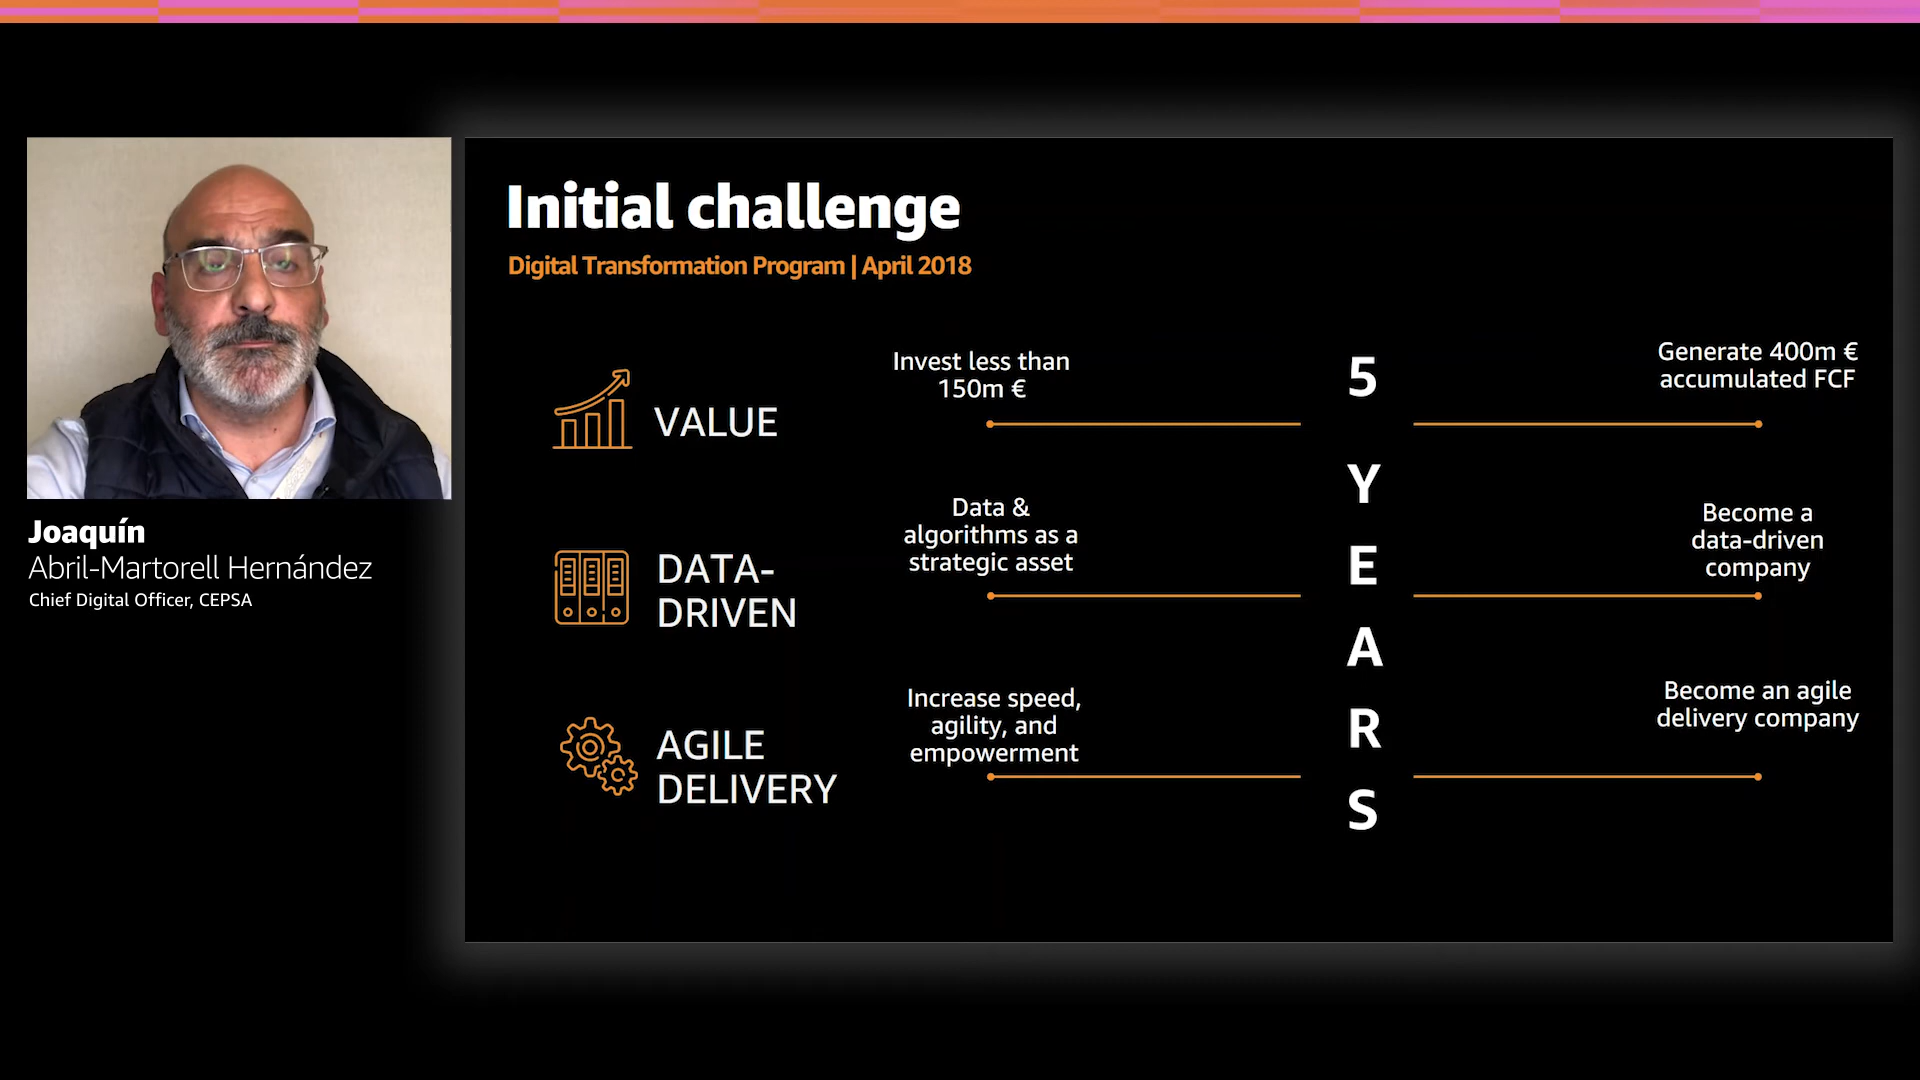 Joaquín
Abril-Martorell Hernández
Chief Digital Officer, CEPSA
Initial challenge
Digital Transformation Program | April 2018
VALUE
Invest less than
150m €
Generate 400m €
accumulated FCF
DATA-
DRIVEN
Data &
algorithms as a
strategic asset
Become a
data-driven
company
AGILE
DELIVERY
Increase speed,
agility, and
empowerment
Become an agile
delivery company
5
Y
E
A
R
S